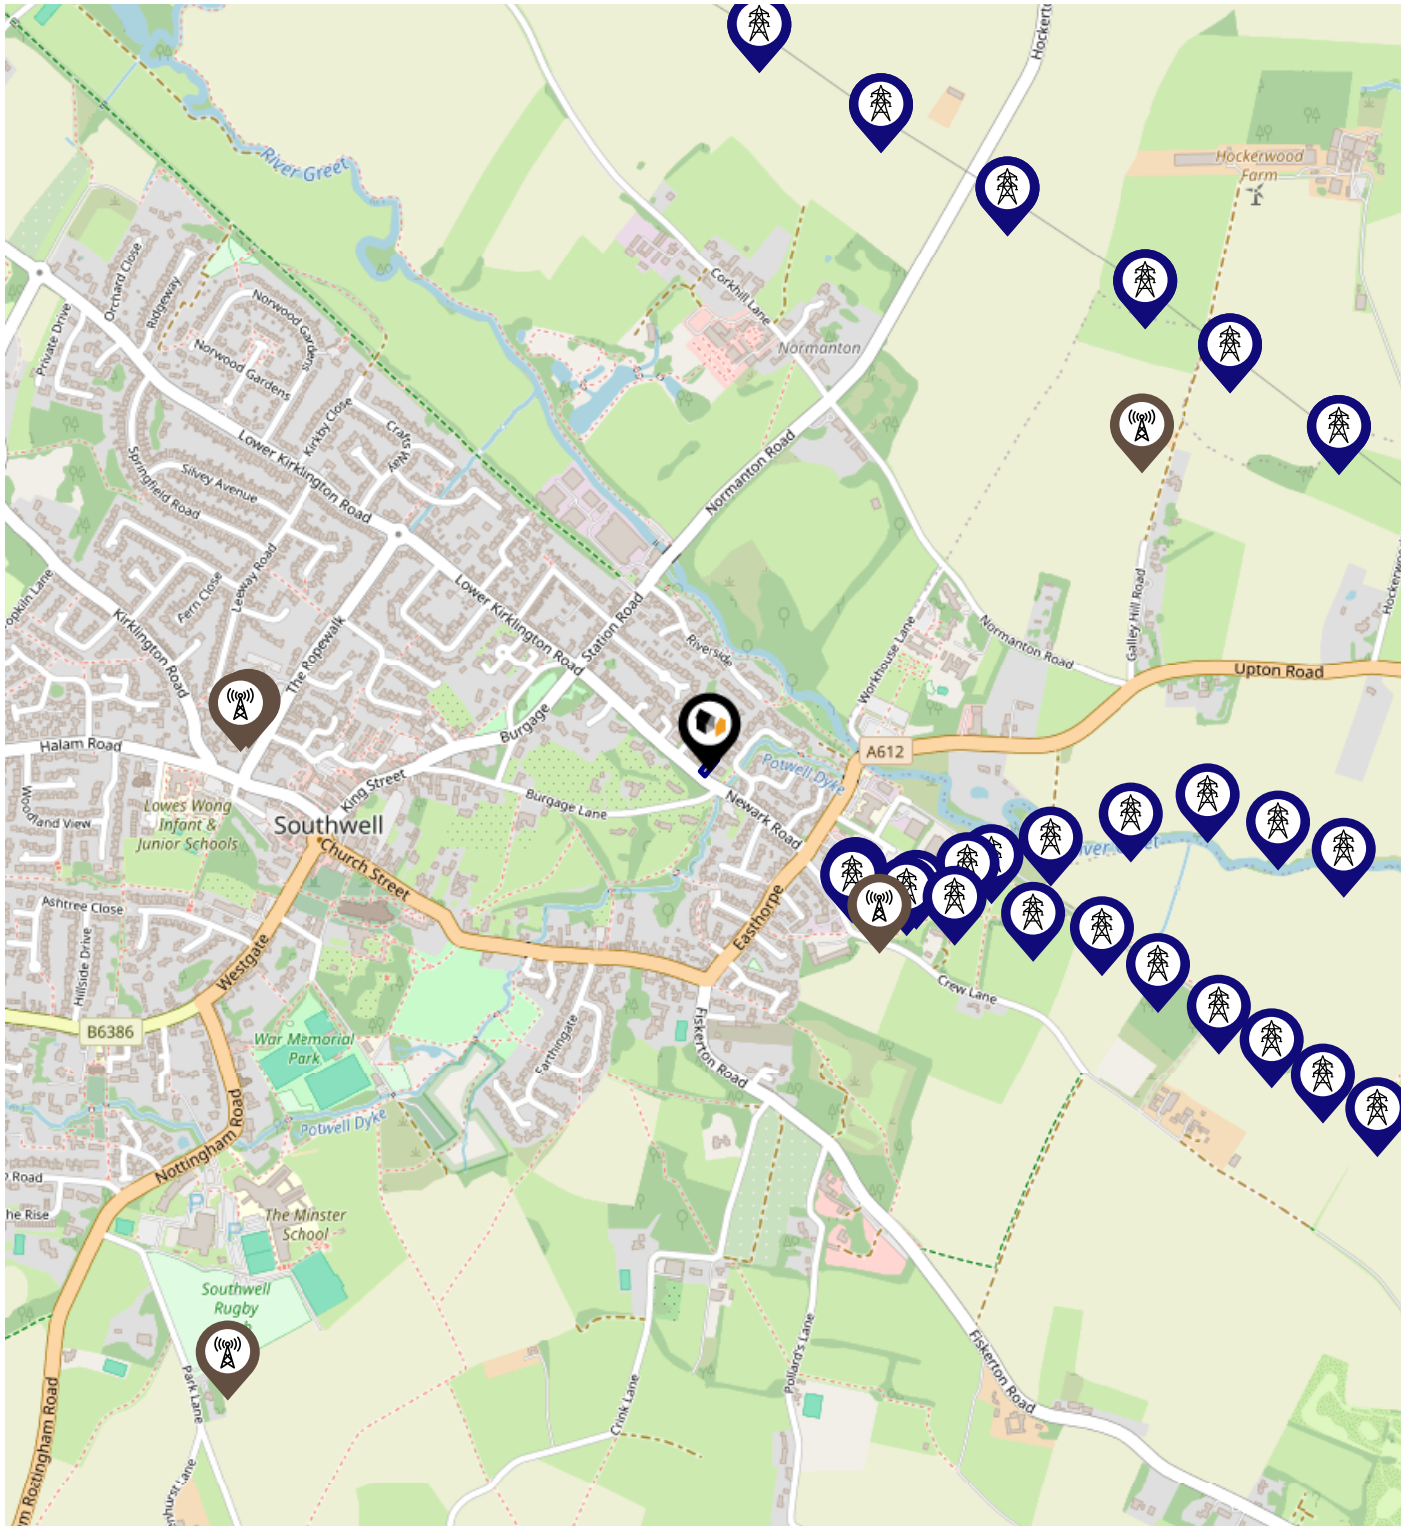 Hockerto
River Greet
Hockerwood
Farm
Orchard Close
Ridgeway
Private Drive
Norwood
Gardens
Norwood
Gardens
Corkhill Lane
Normanton
Kirkby Close
Crafts
Way
Lower Kirklington Road
Springfield Road
Silvey Avenue
Normanton Road
Hockerwoo
opkiln Lane
Kirklington Road
Fern Close
Leeway Road
The Ropewalk
Lower Kirklington Road
Station Road
Riverside
Workhouse Lane
Normanton Road
Galley Hill Road
Upton Road
Halam Road
Burgage
A612
Potwell Dyke
King Street
Burgage Lane
Newark Road
Woodland View
Lowes Wong
Infant &
Junior Schools
Southwell
Church Street
Easthorpe
Ashtree Close
Hillside Drive
Westgate
B6386
War Memorial
Park
Farthingate
Fiskerton Road
Crew Lane
Potwell Dyke
Nottingham Road
Road
he Rise
The Minster
School
Southwell
Rugby
Park Lane
Pollard's Lane
Crink Lane
Fiskerton Road